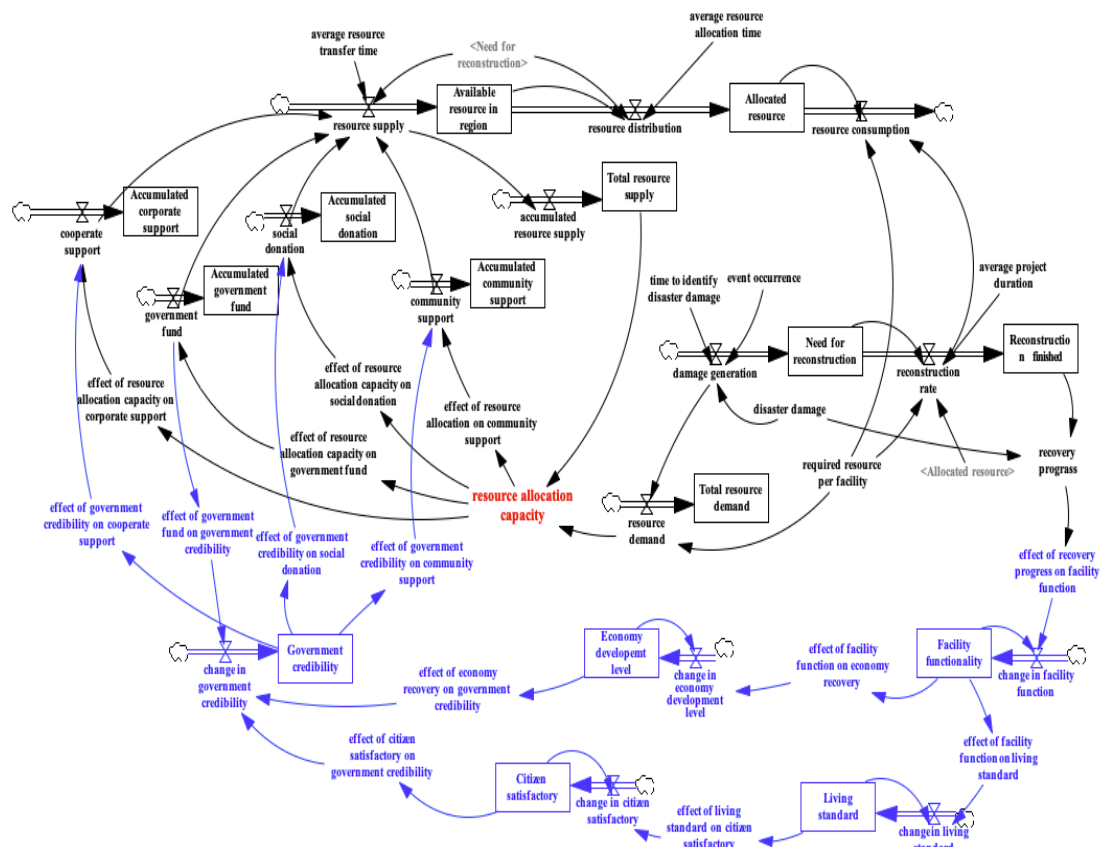 average resource
transfer time
<Need for
reconstruction>
average resource
allocation time
Available
resource in
region
Allocated
resource
resource supply
resource distribution
resource consumption
Accumulated
corporate
support
Accumulated
social
donation
Total resource
supply
cooperate
support
social
donation
accumulated
resource supply
Accumulated
government
fund
Accumulated
community
support
government
fund
community
support
time to identify
disaster damage
event occurrence
average project
duration
Need for
reconstruction
Reconstructio
n finished
damage generation
reconstruction
rate
effect of resource
allocation capacity on
corporate support
effect of resource
allocation capacity on
social donation
effect of resource
allocation on community
support
disaster damage
effect of resource
allocation capacity on
government fund
required resource
per facility
<Allocated resource>
recovery
prograss
resource allocation
capacity
Total resource
demand
resource
demand
effect of government
credibility on cooperate
support
effect of government
fund on government
credibility
effect of government
credibility on social
donation
effect of government
credibility on community
support
effect of recovery
progress on facility
function
Government
credibility
change in
government
credibility
Economy
developemt
level
change in
economy
development
level
effect of economy
recovery on government
credibility
effect of facility
function on economy
recovery
Facility
functionality
change in facility
function
effect of citizen
satisfactory on
government credibility
effect of facility
function on living
standard
Citizen
satisfactory
change in citizen
satisfactory
effect of living
standard on citizen
satisfactory
Living
standard
change in living
standard